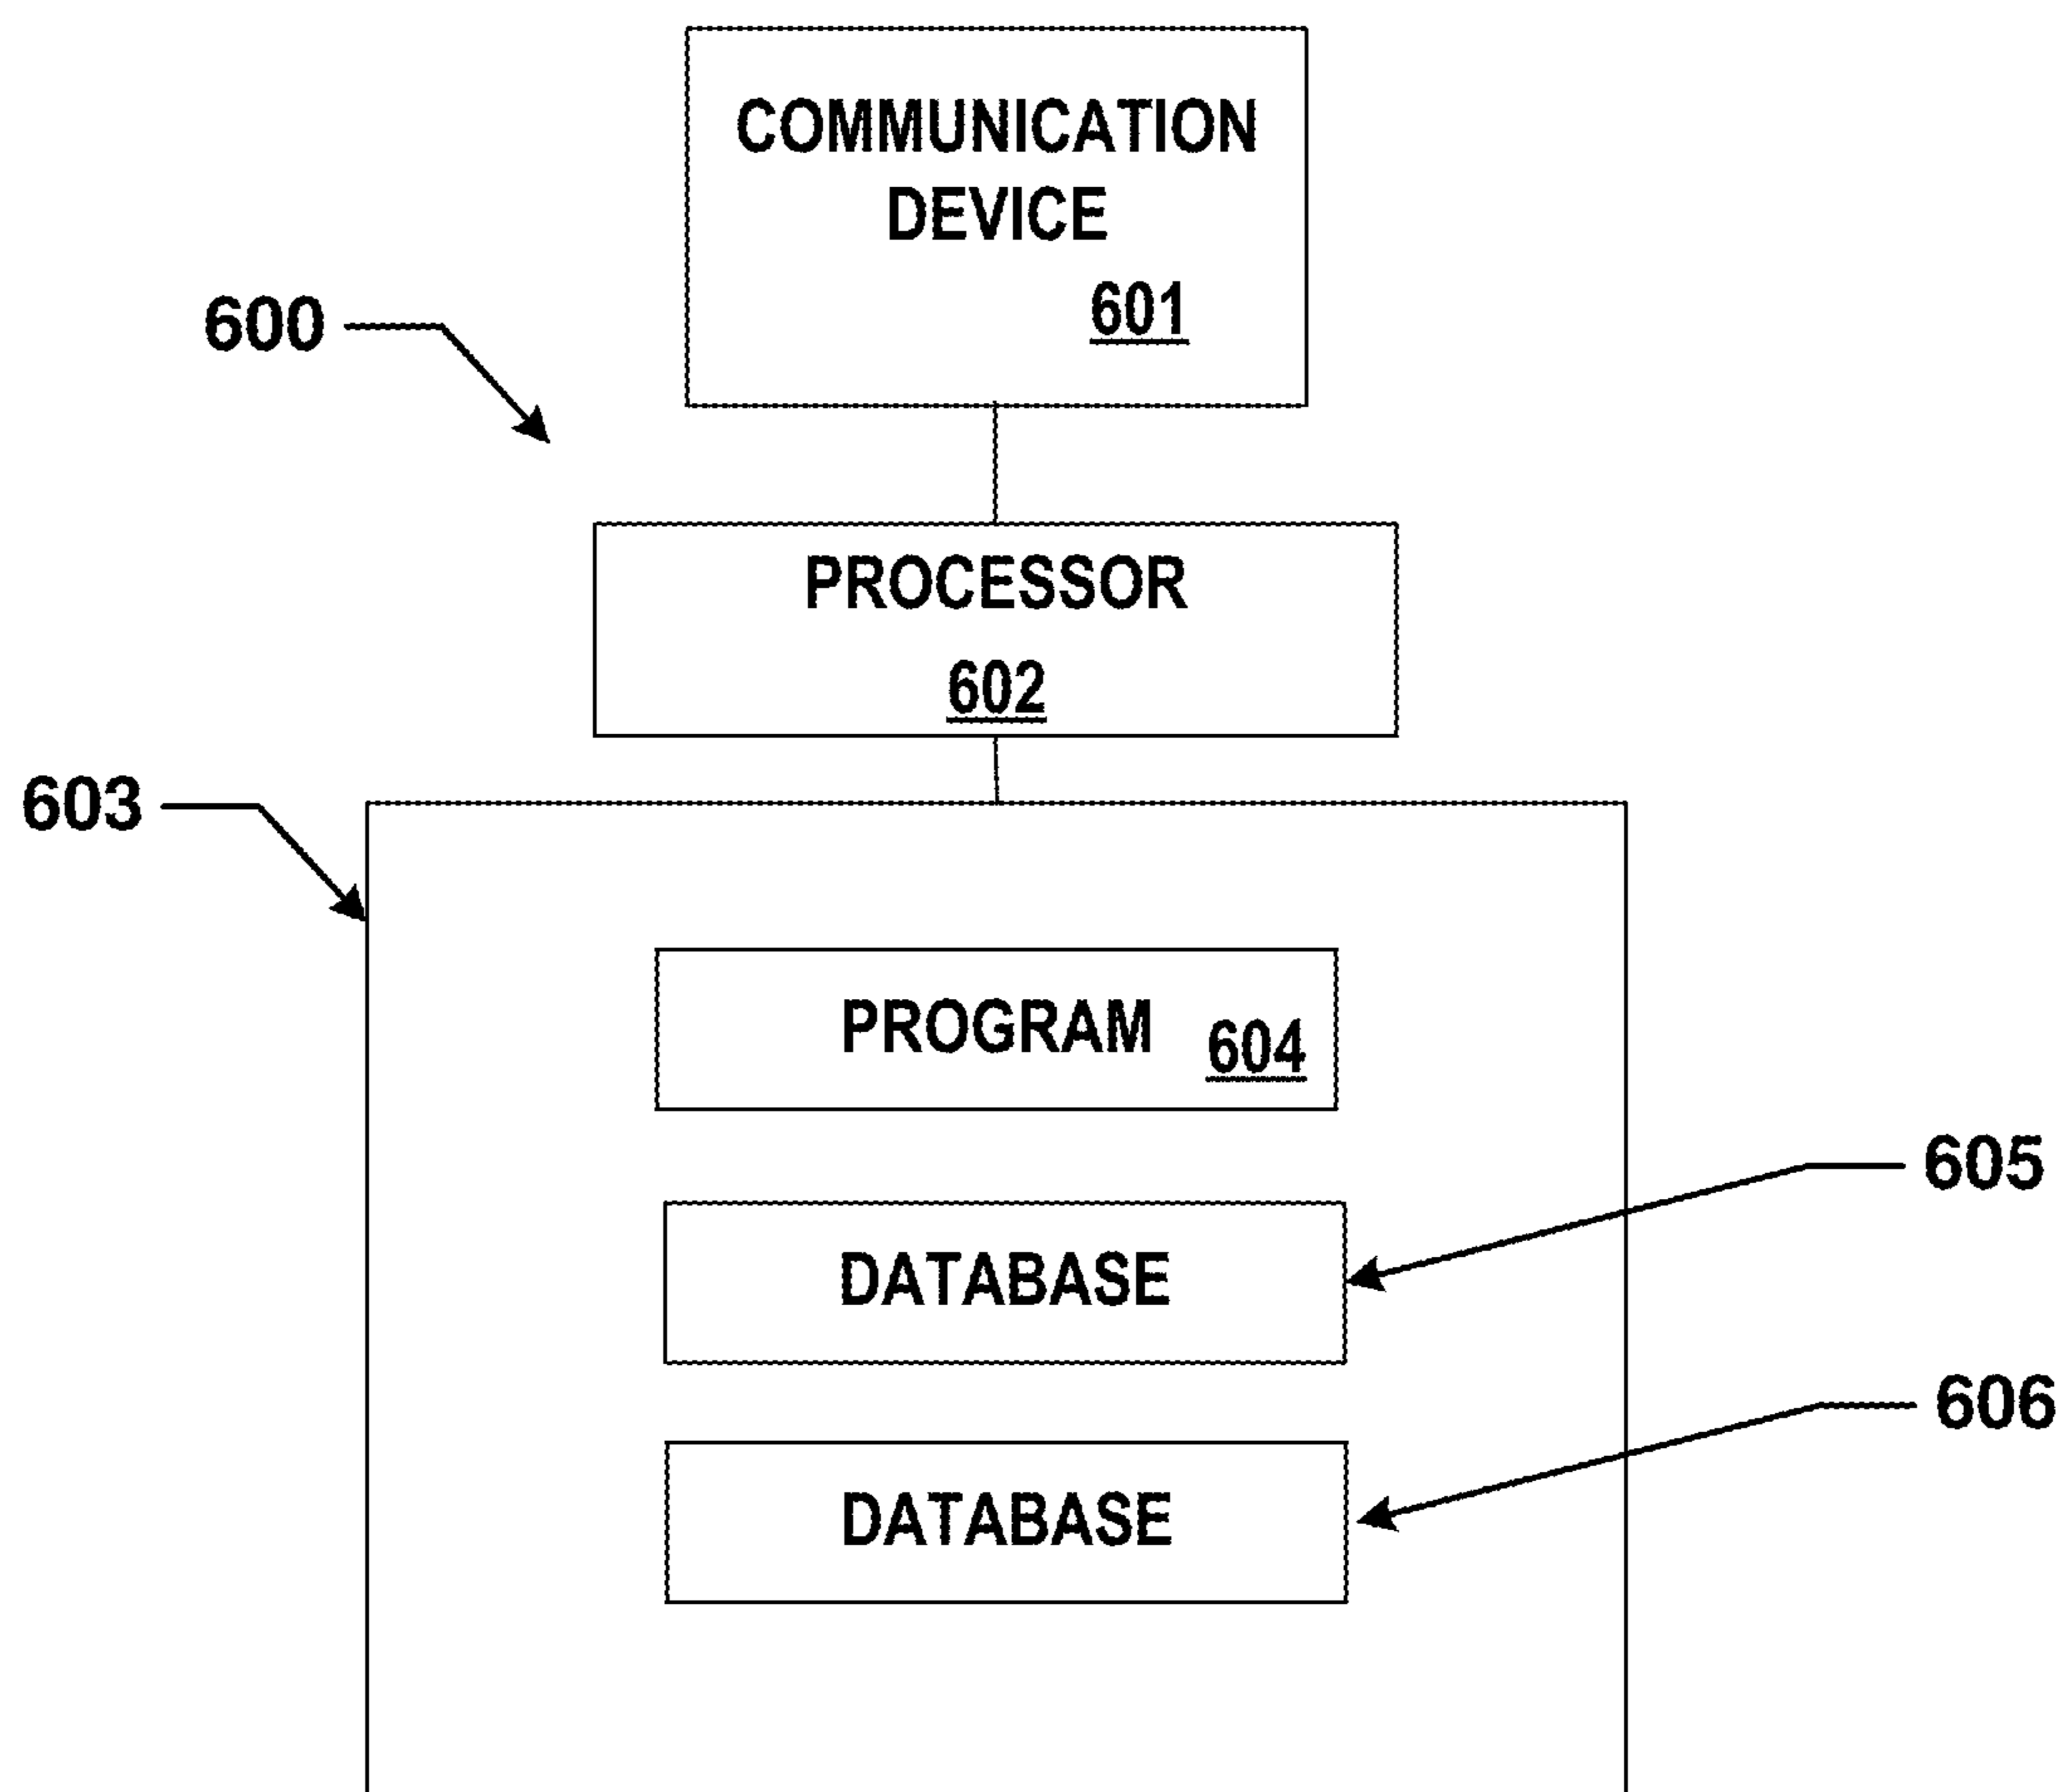 COMMUNICATION
DEVICE
601
600
PROCESSOR
602
603
PROGRAM 604
605
DATABASE
606
DATABASE